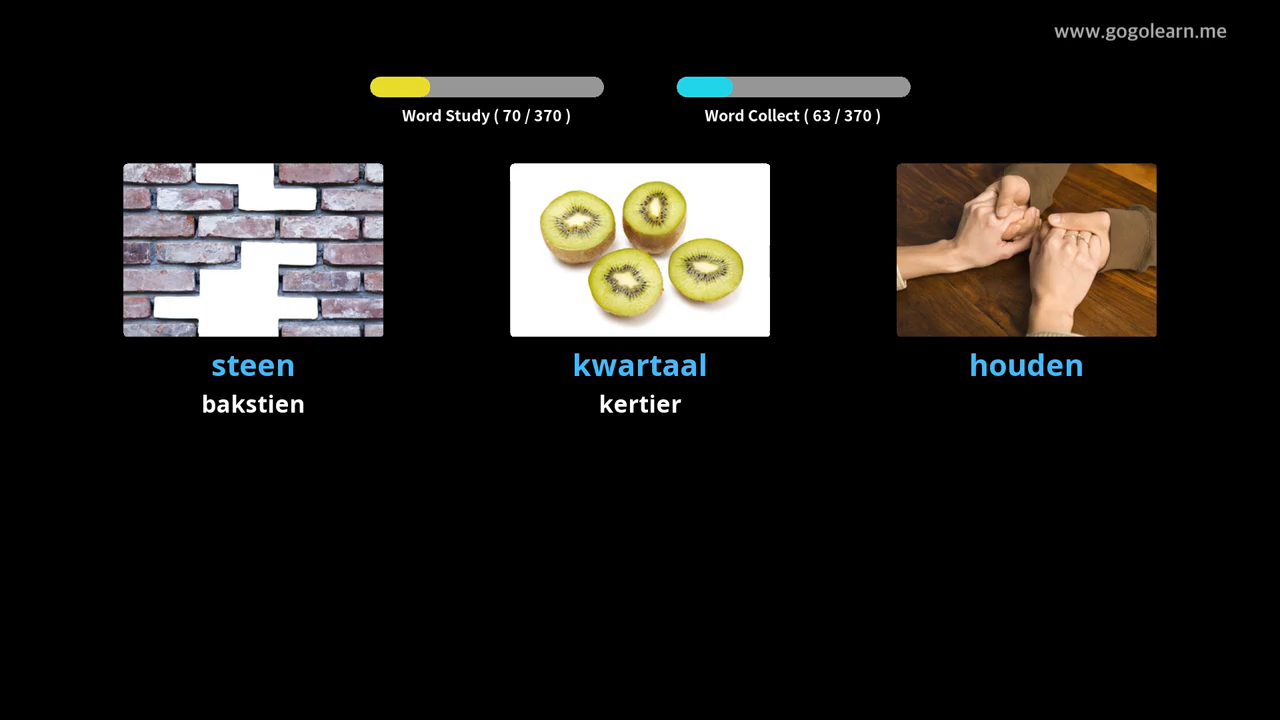 www.gogolearn.me
Word Study ( 70 / 370 )
Word Collect ( 63 / 370 )
steen
kwartaal
houden
bakstien
kertier